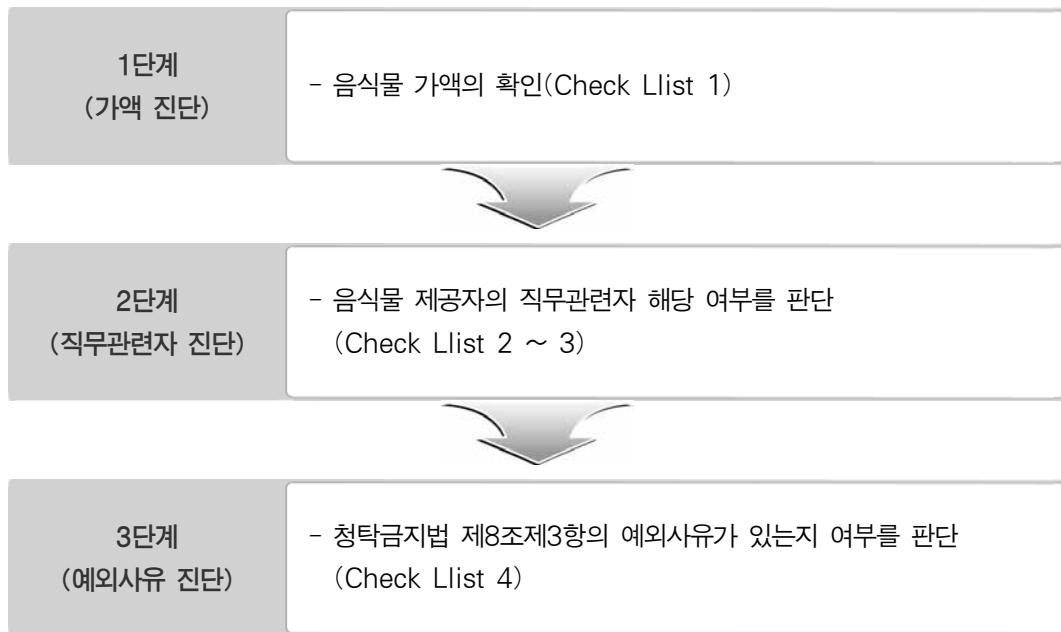 1단계
(가액 진단)
- 음식물 가액의 확인(Check Llist 1)
2단계
(직무관련자 진단)
- 음식물 제공자의 직무관련자 해당 여부를 판단
(Check Llist 2 ~ 3)
3단계
(예외사유 진단)
- 청탁금지법 제8조제3항의 예외사유가 있는지 여부를 판단
(Check Llist 4)